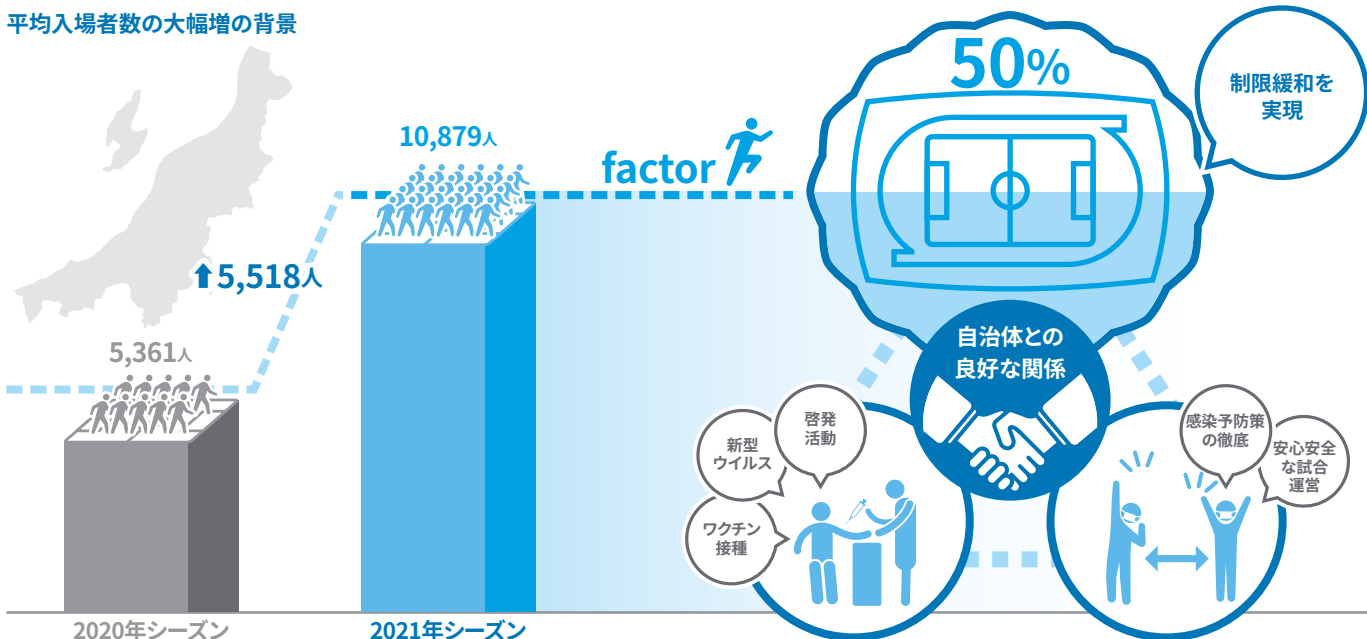 平均入場者数の大幅増の背景
50%
制限緩和を
実現
10,879人
factor
⬆5,518人
5,361人
自治体との
良好な関係
啓発
活動
新型
ウイルス
ワクチン
接種
感染予防策
の徹底
安心安全
な試合
運営
2020年シーズン
2021年シーズン